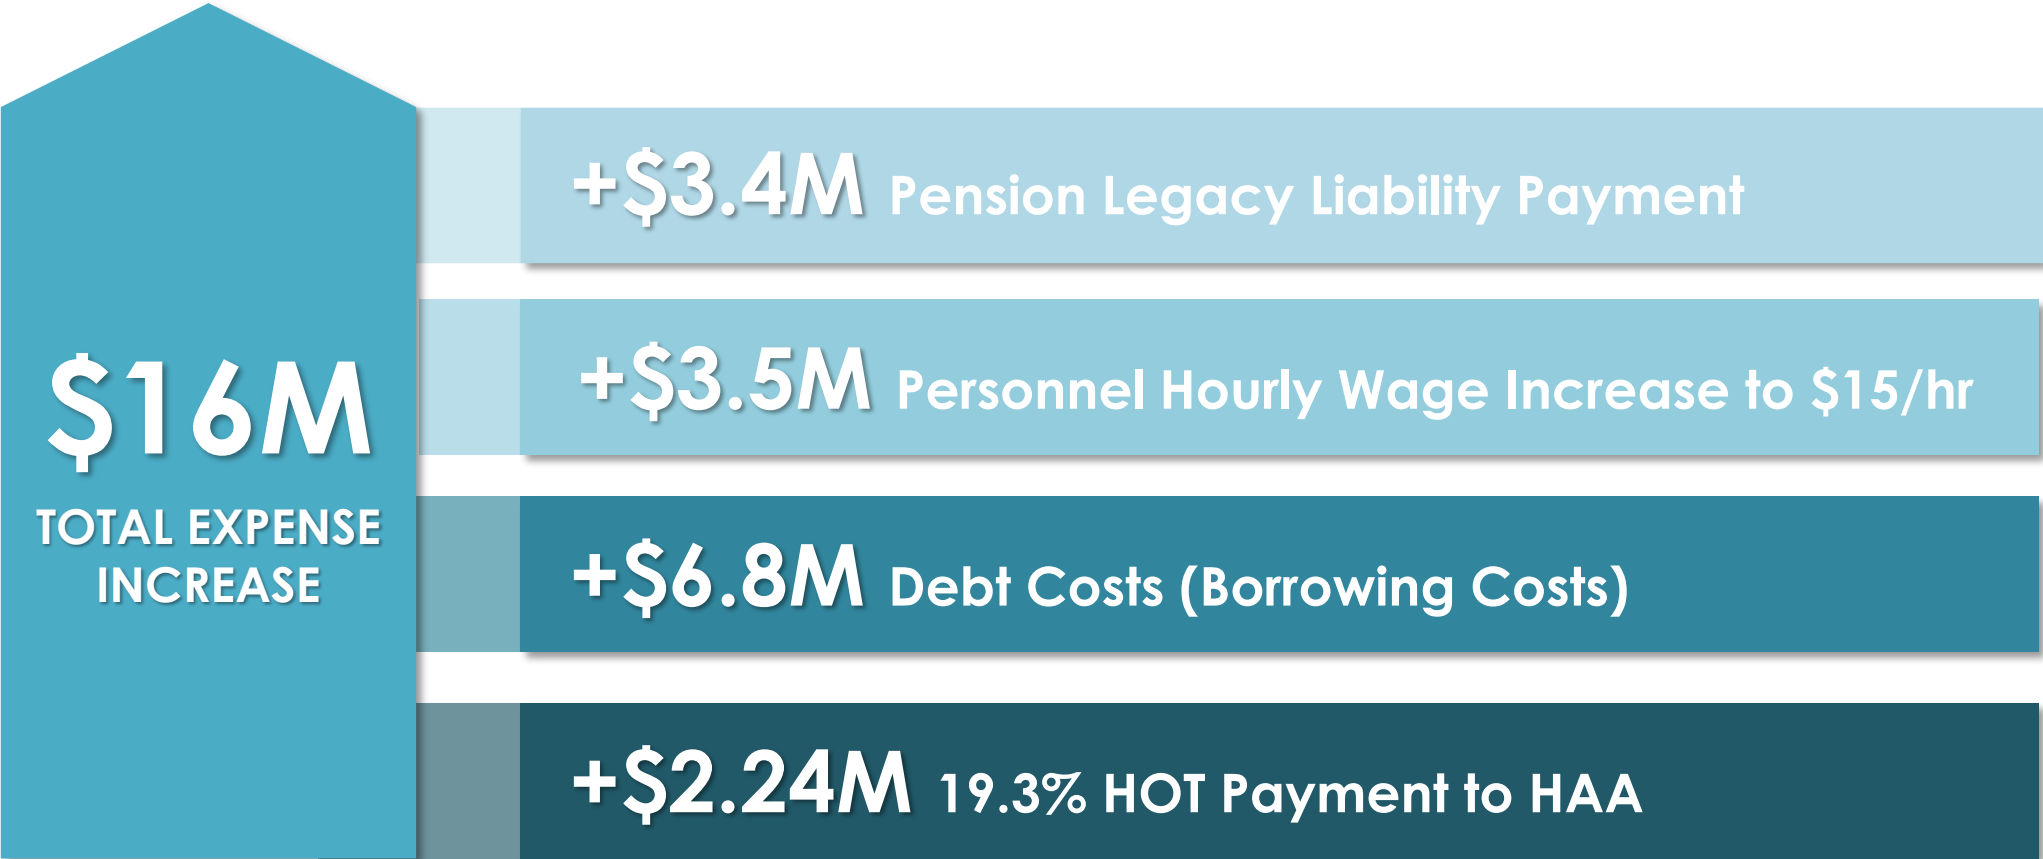 $16M
TOTAL EXPENSE
INCREASE
+$3.4M Pension Legacy Liability Payment
+$3.5M Personnel Hourly Wage Increase to $15/hr
+$6.8M Debt Costs (Borrowing Costs)
+$2.24M 19.3% HOT Payment to HAA